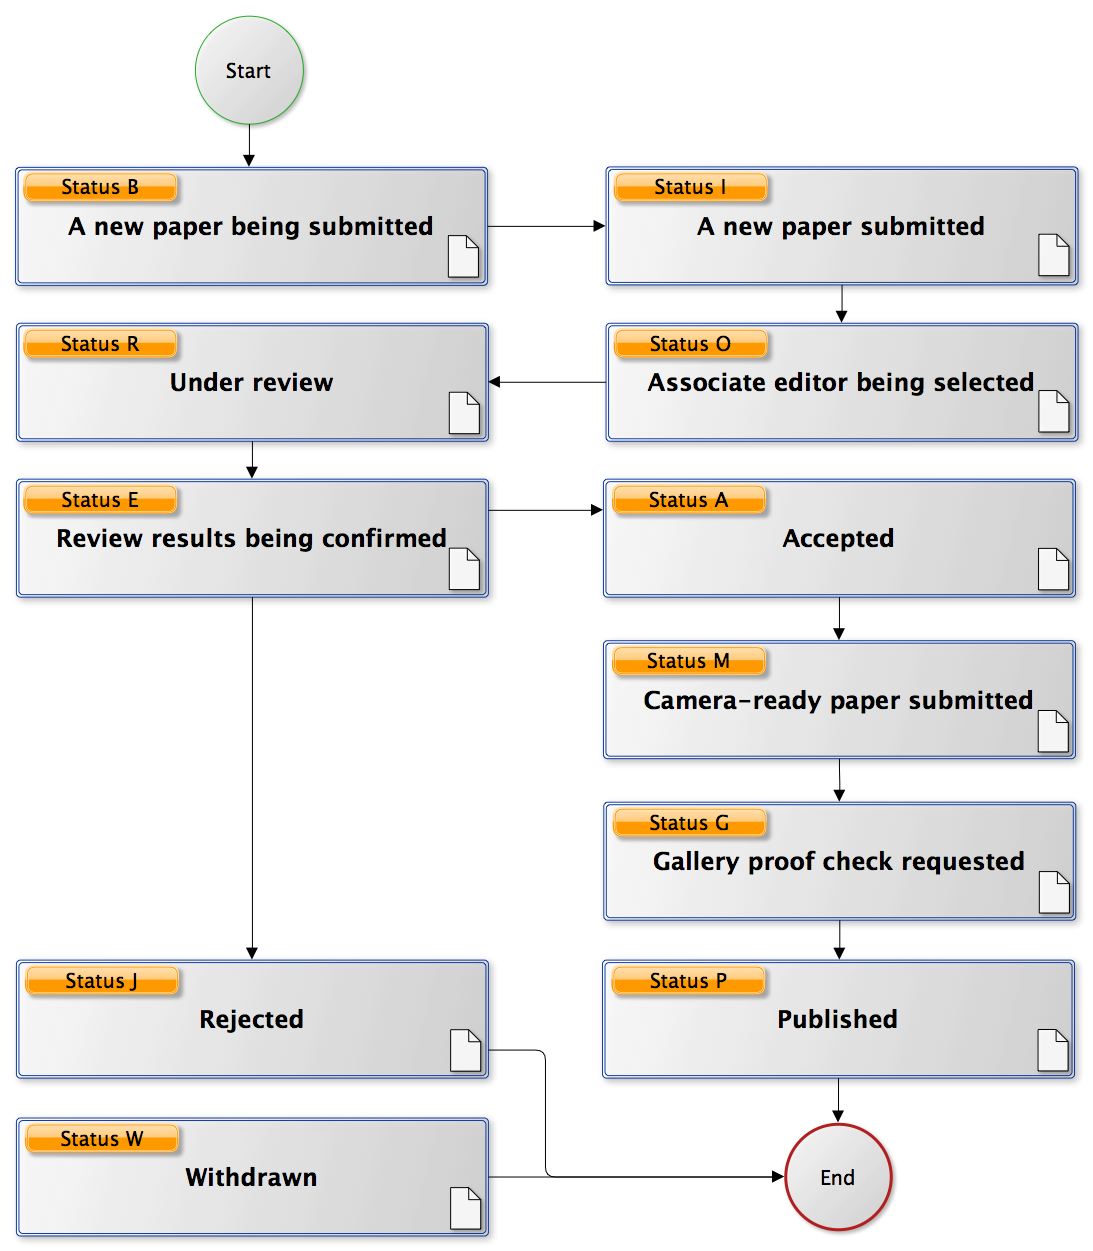 Start
Status B
A new paper being submitted
Status I
A new paper submitted
Status R
Under review
Status O
Associate editor being selected
Status E
Review results being confirmed
Status A
Accepted
Status M
Camera-ready paper submitted
Status G
Gallery proof check requested
Status J
Rejected
Status P
Published
Status W
Withdrawn
End